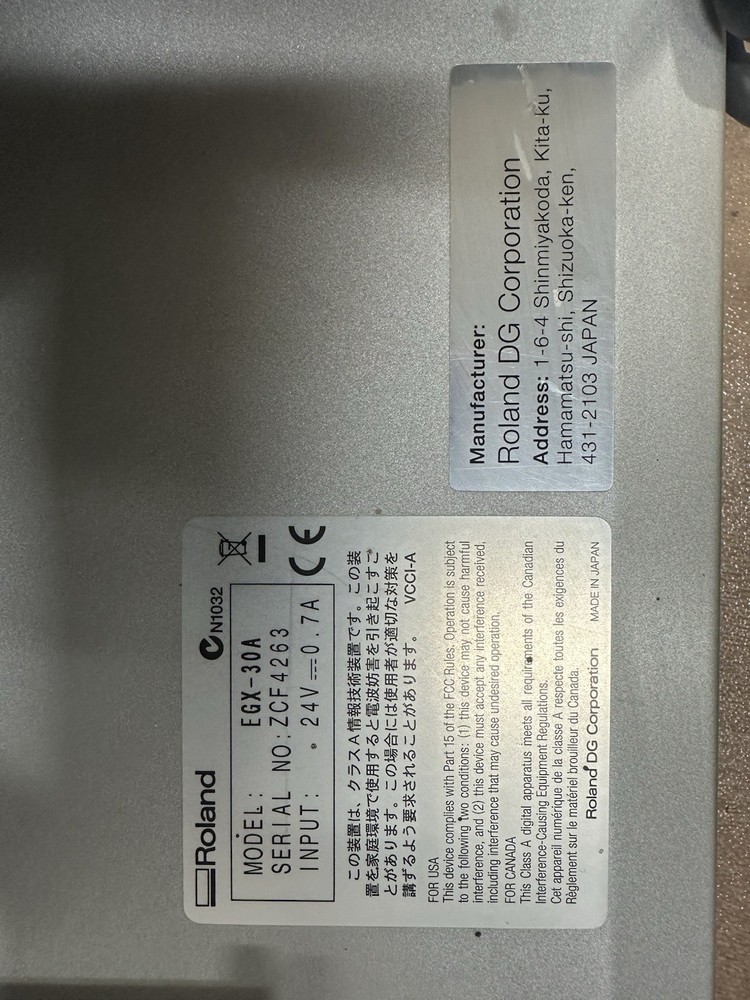 Roland
N1032
MODEL: EGX-30A
SERIAL NO:ZCF4263
INPUT: 24V 0.7A
CE
この装置は、クラスA情報技術装置です。この装
置を家庭環境で使用すると電波妨害を引き起こすこ
とがあります。この場合には使用者が適切な対策を
講ずるよう要求されることがあります。 VCCI-A
FOR USA
This device complies with Part 15 of the FCC Rules. Operation is subject
to the following two conditions: (1) this device may not cause harmful
interference, and (2) this device must accept any interference received,
including interference that may cause undesired operation.
FOR CANADA
This Class A digital apparatus meets all requirements of the Canadian
Interference-Causing Equipment Regulations.
Cet appareil numérique de la classe A respecte toutes les exigences du
Règlement sur le matériel brouilleur du Canada.
Roland DG Corporation MADE IN JAPAN
Manufacturer:
Roland DG Corporation
Address: 1-6-4 Shinmiyakoda, Kita-ku,
Hamamatsu-shi, Shizuoka-ken,
431-2103 JAPAN